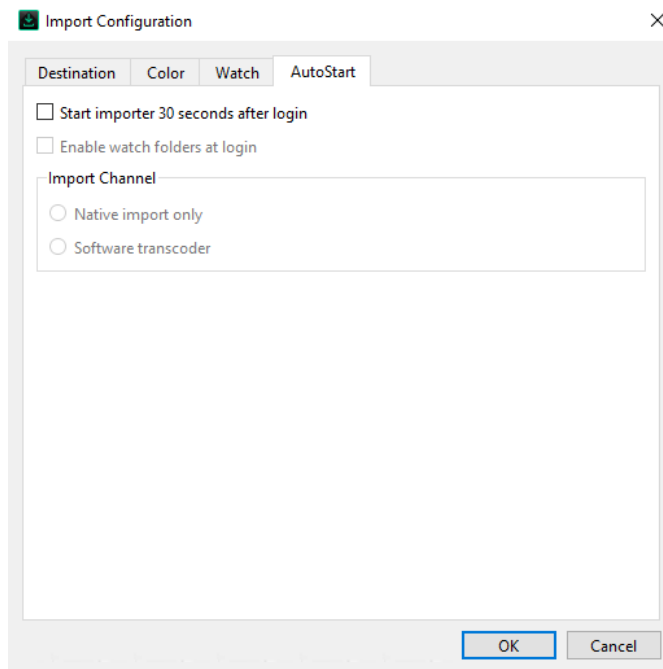 Import Configuration
Destination Color Watch AutoStart
Start importer 30 seconds after login
Enable watch folders at login
Import Channel
Native import only
Software transcoder
OK Cancel